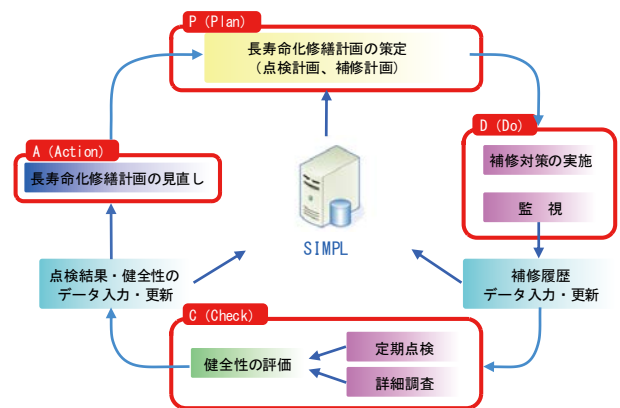 P (Plan)
長寿命化修繕計画の策定
(点検計画、補修計画)
D (Do)
補修対策の実施
監　視
A (Action)
長寿命化修繕計画の見直し
SIMPL
点検結果・健全性の
データ入力・更新
補修履歴
データ入力・更新
C (Check)
定期点検
健全性の評価
詳細調査